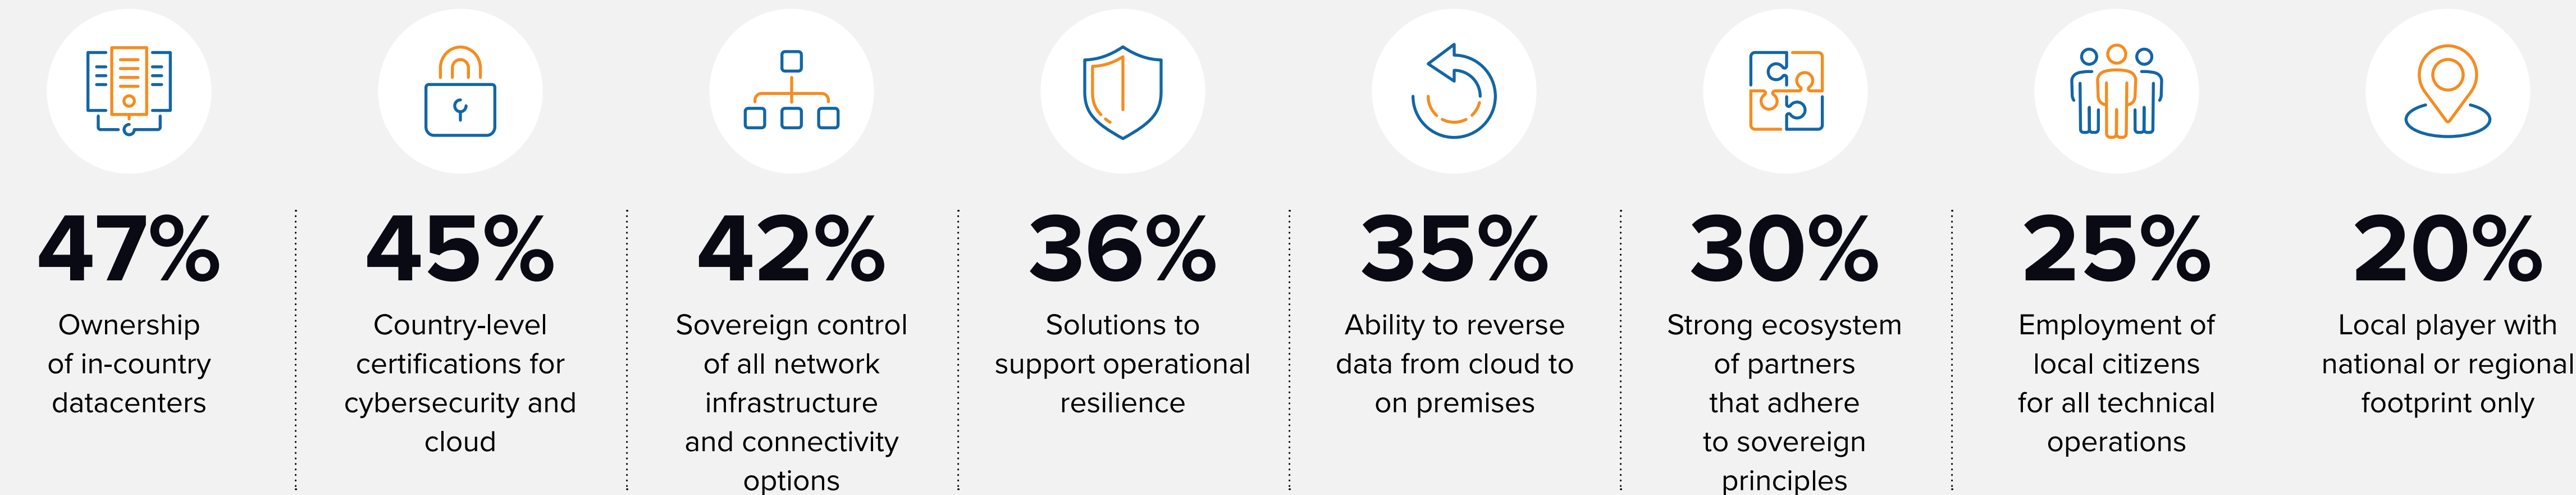 47%
Ownership
of in-country
datacenters
45%
Country-level
certifications for
cybersecurity and
cloud
42%
Sovereign control
of all network
infrastructure
and connectivity
options
36%
Solutions to
support operational
resilience
35%
Ability to reverse
data from cloud to
on premises
30%
Strong ecosystem
of partners
that adhere
to sovereign
principles
25%
Employment of
local citizens
for all technical
operations
20%
Local player with
national or regional
footprint only